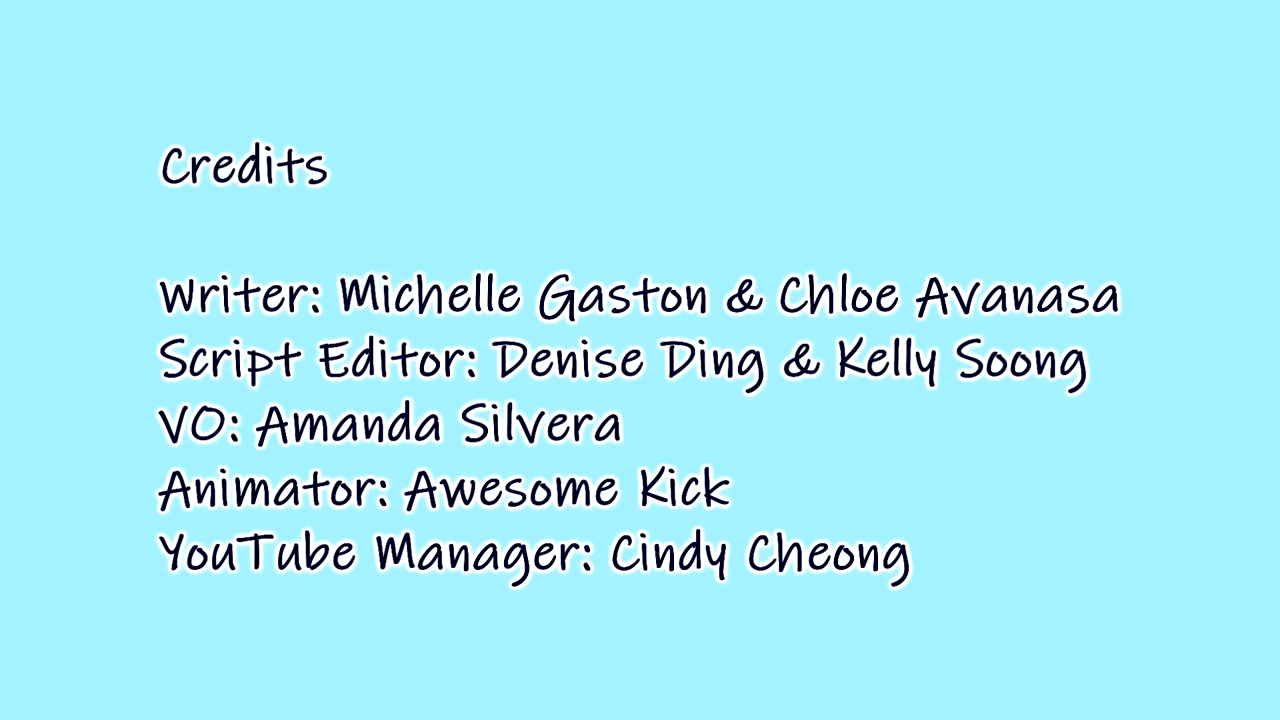 Credits
Writer: Michelle Gaston & Chloe Avanasa
Script Editor: Denise Ding & Kelly Soong
VO: Amanda Silvera
Animator: Awesome Kick
YouTube Manager: Cindy Cheong